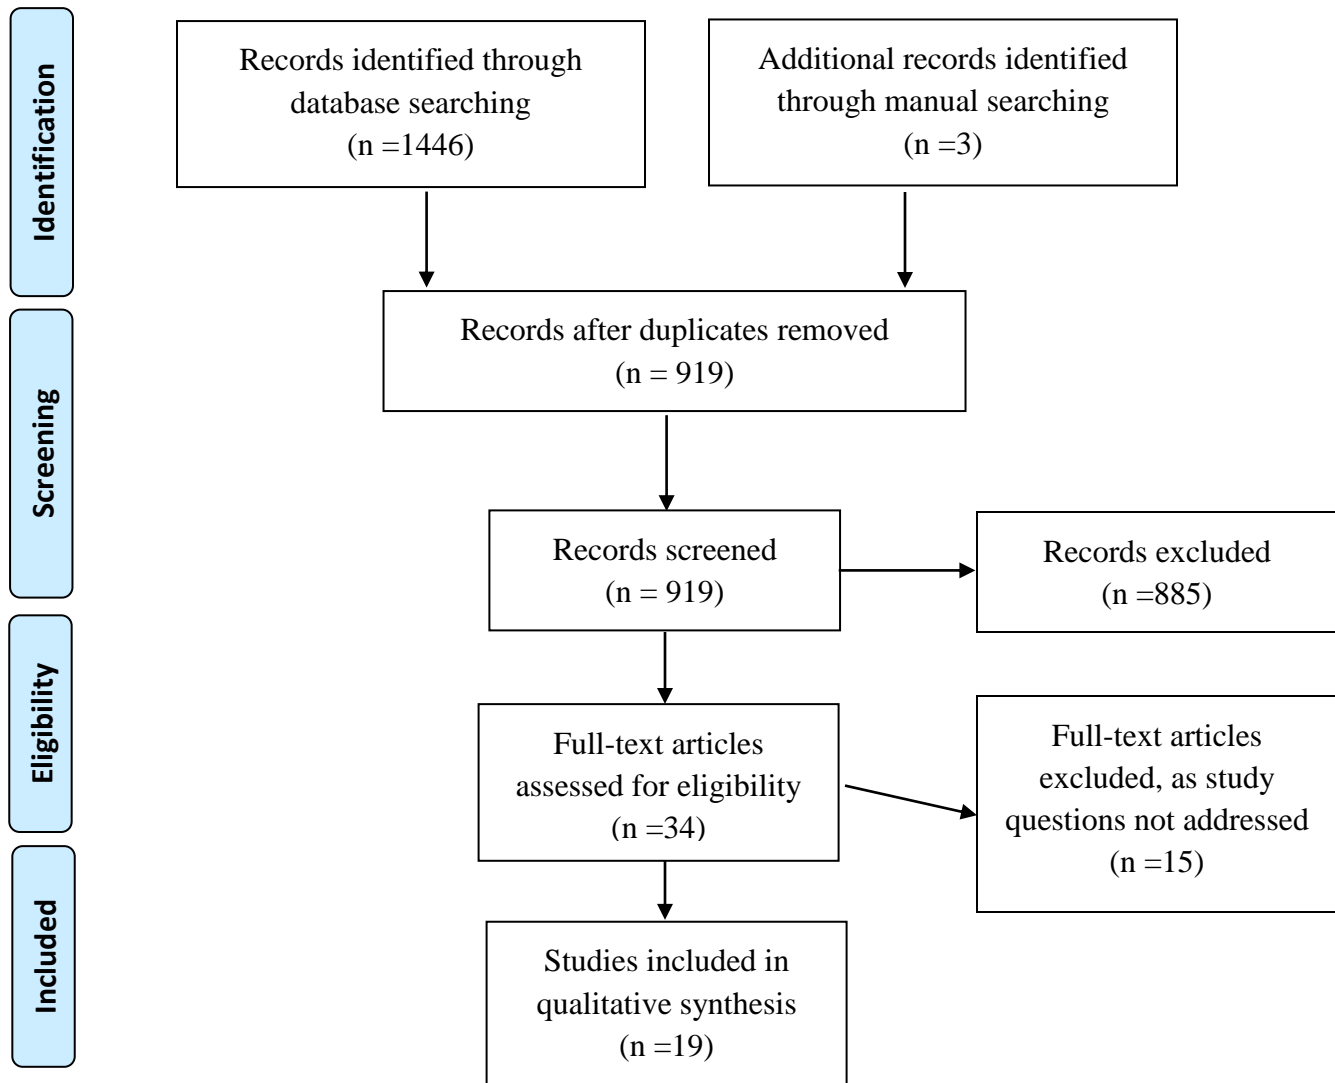 Identification
Records identified through
database searching
(n =1446)
Additional records identified
through manual searching
(n =3)
Screening
Records after duplicates removed
(n = 919)
Records screened
(n = 919)
Records excluded
(n =885)
Eligibility
Full-text articles
assessed for eligibility
(n =34)
Full-text articles
excluded, as study
questions not addressed
(n =15)
Included
Studies included in
qualitative synthesis
(n =19)